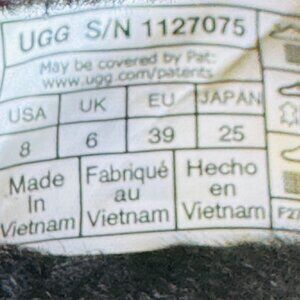 UGG S/N 1127075
May be covered by Pat:
www.ugg.com/patents
USA UK EU JAPAN
8 6 39 25
Made In Vietnam
Fabriqué au Vietnam
Hecho en Vietnam